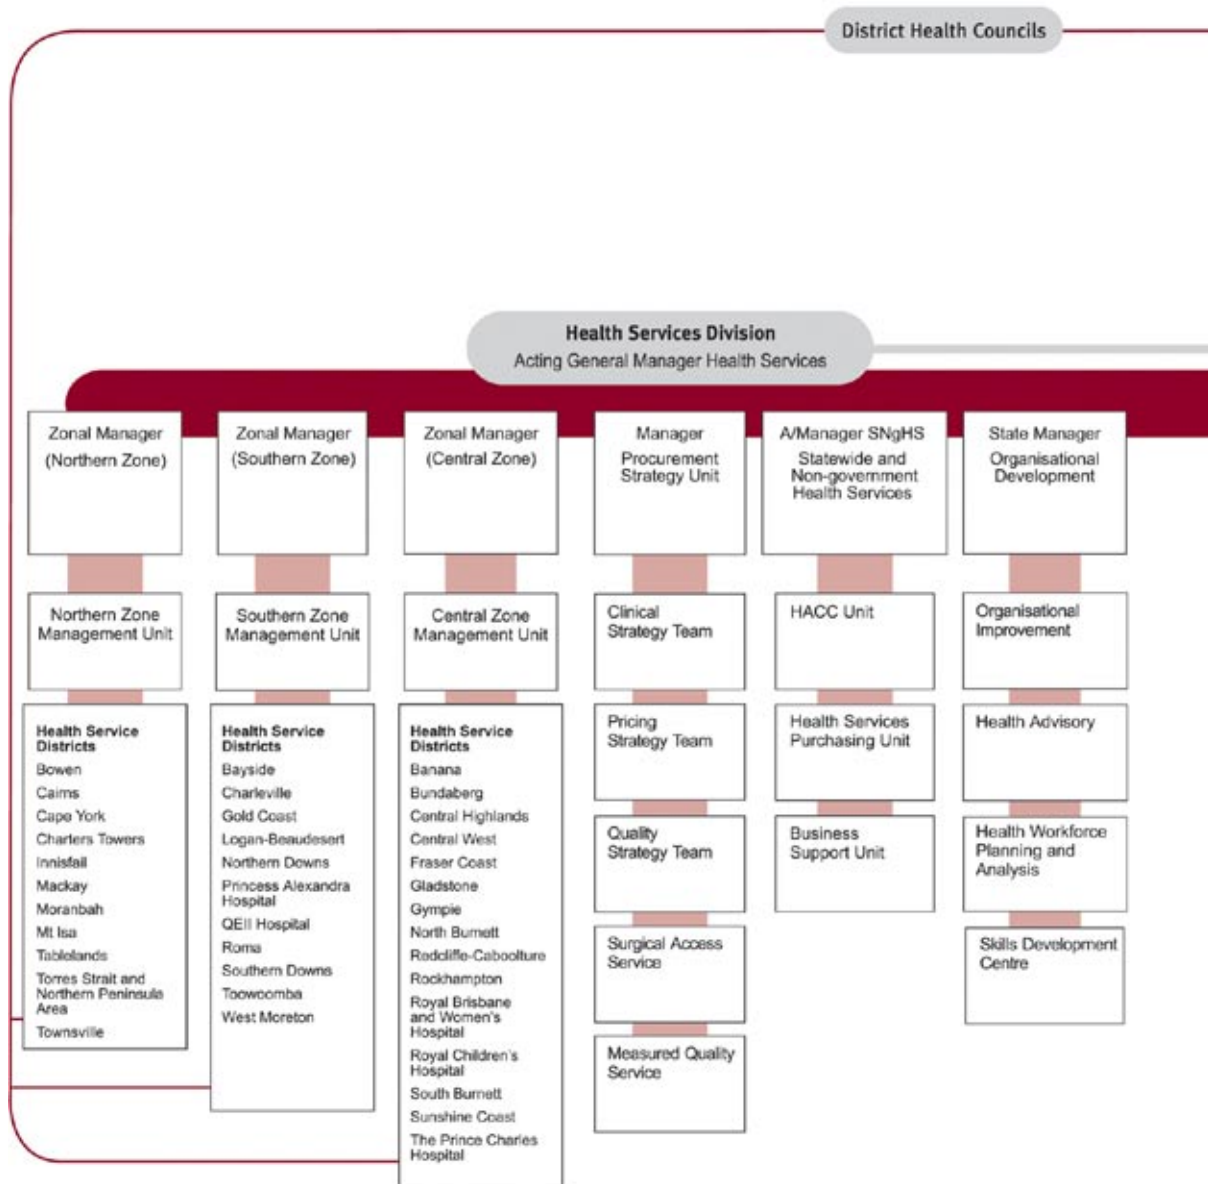 District Health Councils
Health Services Division
Acting General Manager Health Services
Zonal Manager
(Northern Zone)
Northern Zone
Management Unit
Health Service
Districts
Bowen
Cairns
Cape York
Charters Towers
Innisfail
Mackay
Moranbah
Mt Isa
Tablelands
Torres Strait and
Northern Peninsula
Area
Townsville
Zonal Manager
(Southern Zone)
Southern Zone
Management Unit
Health Service
Districts
Bayside
Charleville
Gold Coast
Logan-Beaudesert
Northern Downs
Princess Alexandra
Hospital
QEII Hospital
Roma
Southern Downs
Toowoomba
West Moreton
Zonal Manager
(Central Zone)
Central Zone
Management Unit
Health Service
Districts
Banana
Bundaberg
Central Highlands
Central West
Fraser Coast
Gladstone
Gympie
North Burnett
Redcliffe-Caboolture
Rockhampton
Royal Brisbane
and Women's
Hospital
Royal Children's
Hospital
South Burnett
Sunshine Coast
The Prince Charles
Hospital
Manager
Procurement
Strategy Unit
Clinical
Strategy Team
Pricing
Strategy Team
Quality
Strategy Team
Surgical Access
Service
Measured Quality
Service
A/Manager SNgHS
Statewide and
Non-government
Health Services
HACC Unit
Health Services
Purchasing Unit
Business
Support Unit
State Manager
Organisational
Development
Organisational
Improvement
Health Advisory
Health Workforce
Planning and
Analysis
Skills Development
Centre